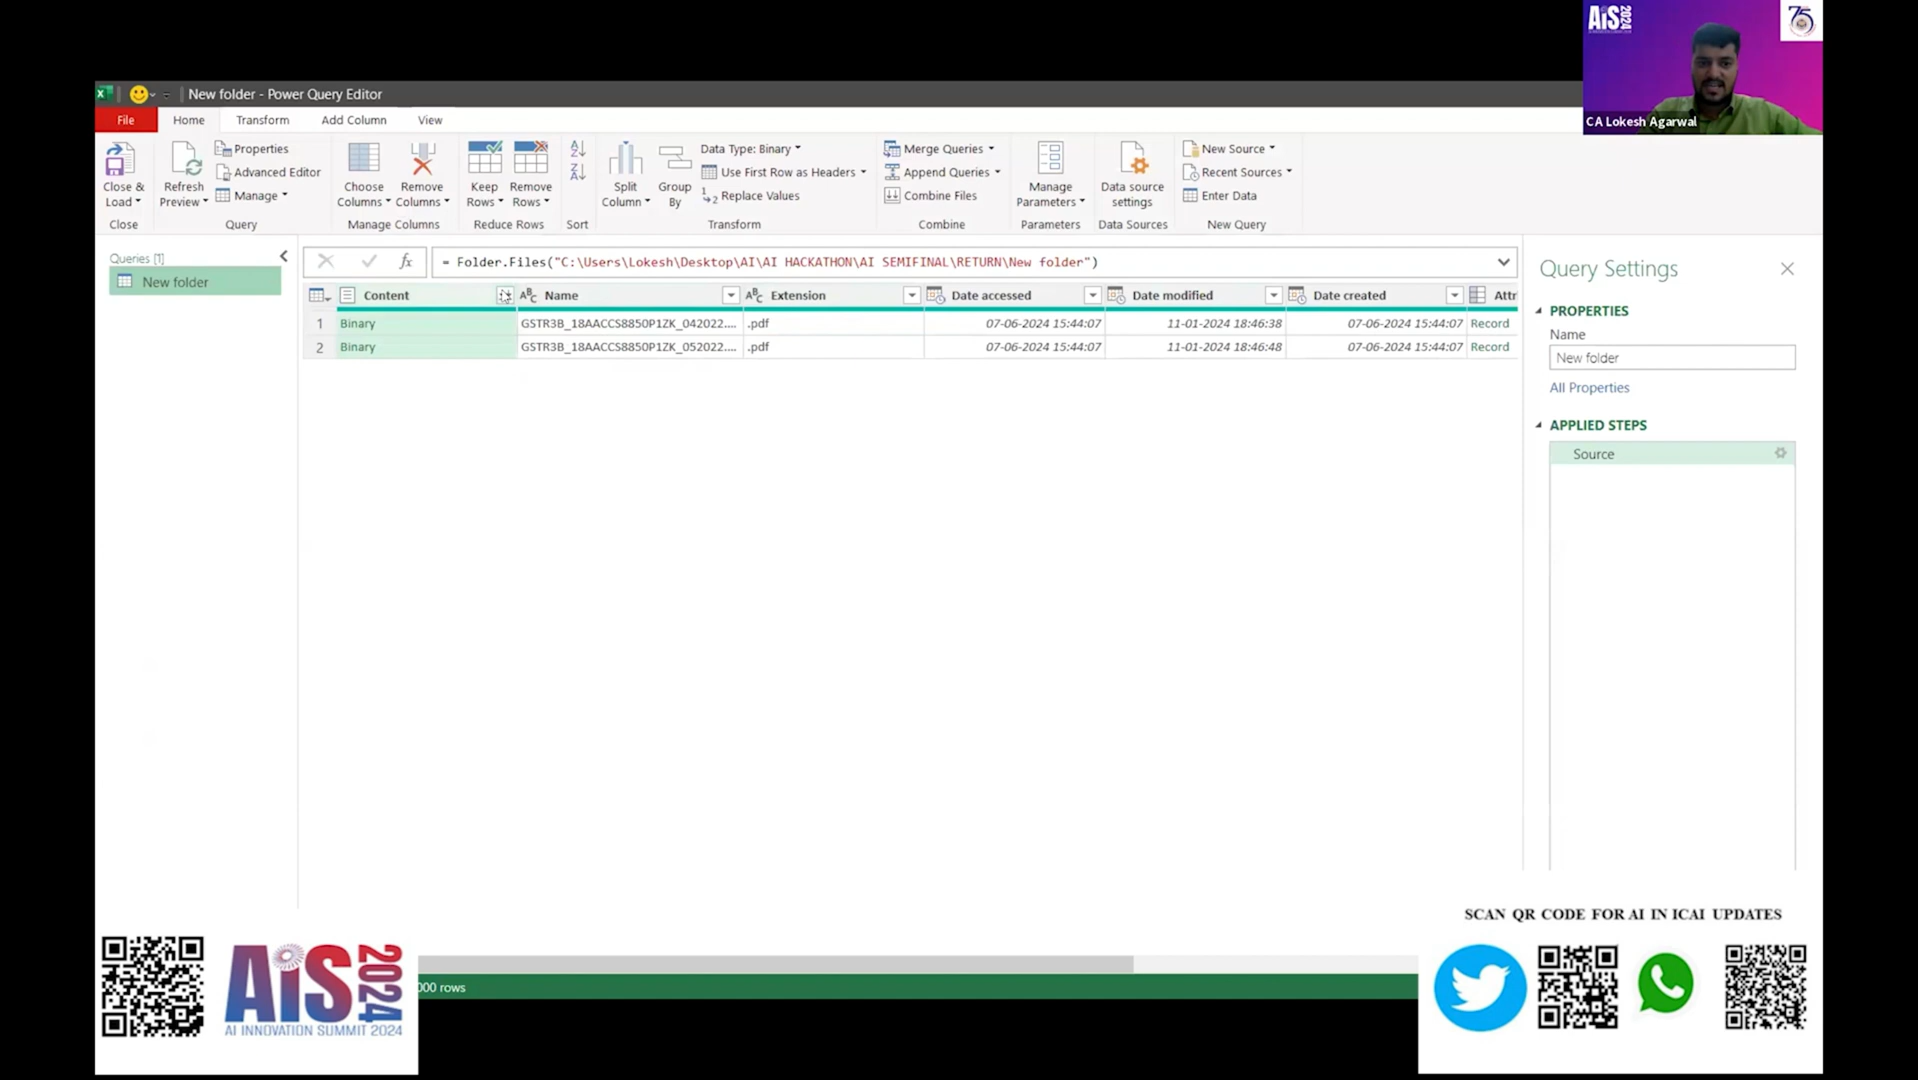 AiS 2024
75
CA Lokesh Agarwal
New folder - Power Query Editor
File Home Transform Add Column View
Close & Load
Refresh Preview
Properties
Advanced Editor
Manage
Choose Columns
Remove Columns
Keep Rows
Remove Rows
Split Column
Group By
Data Type: Binary
Use First Row as Headers
Replace Values
Merge Queries
Append Queries
Combine Files
Manage Parameters
Data source settings
New Source
Recent Sources
Enter Data
Close Query Manage Columns Reduce Rows Sort Transform Combine Parameters Data Sources New Query
Queries [1]
New folder
fx = Folder.Files("C:\Users\Lokesh\Desktop\AI\AI HACKATHON\AI SEMIFINAL\RETURN\New folder")
Content Name Extension Date accessed Date modified Date created Attr
1 Binary GSTR3B_18AACCS8850P1ZK_042022.... .pdf 07-06-2024 15:44:07 11-01-2024 18:46:38 07-06-2024 15:44:07 Record
2 Binary GSTR3B_18AACCS8850P1ZK_052022.... .pdf 07-06-2024 15:44:07 11-01-2024 18:46:48 07-06-2024 15:44:07 Record
Query Settings
PROPERTIES
Name
New folder
All Properties
APPLIED STEPS
Source
000 rows
AiS 2024
AI INNOVATION SUMMIT 2024
SCAN QR CODE FOR AI IN ICAI UPDATES